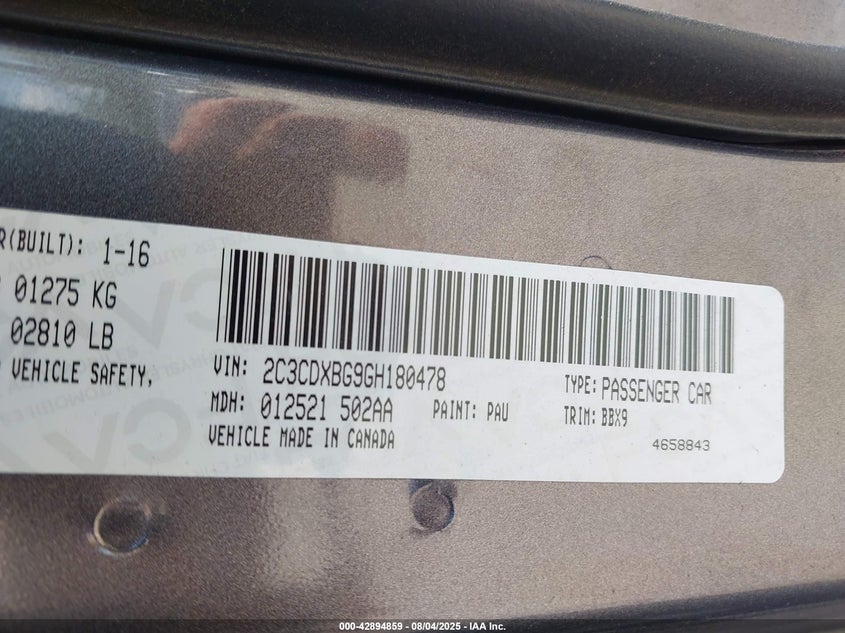 R(BUILT): 1-16
01275 KG
02810 LB
VEHICLE SAFETY,
VIN: 2C3CDXBG9GH180478
TYPE: PASSENGER CAR
MDH: 012521 502AA
PAINT: PAU
TRIM: BBX9
VEHICLE MADE IN CANADA
4658843
000-42894859 - 08/04/2025 - IAA Inc.